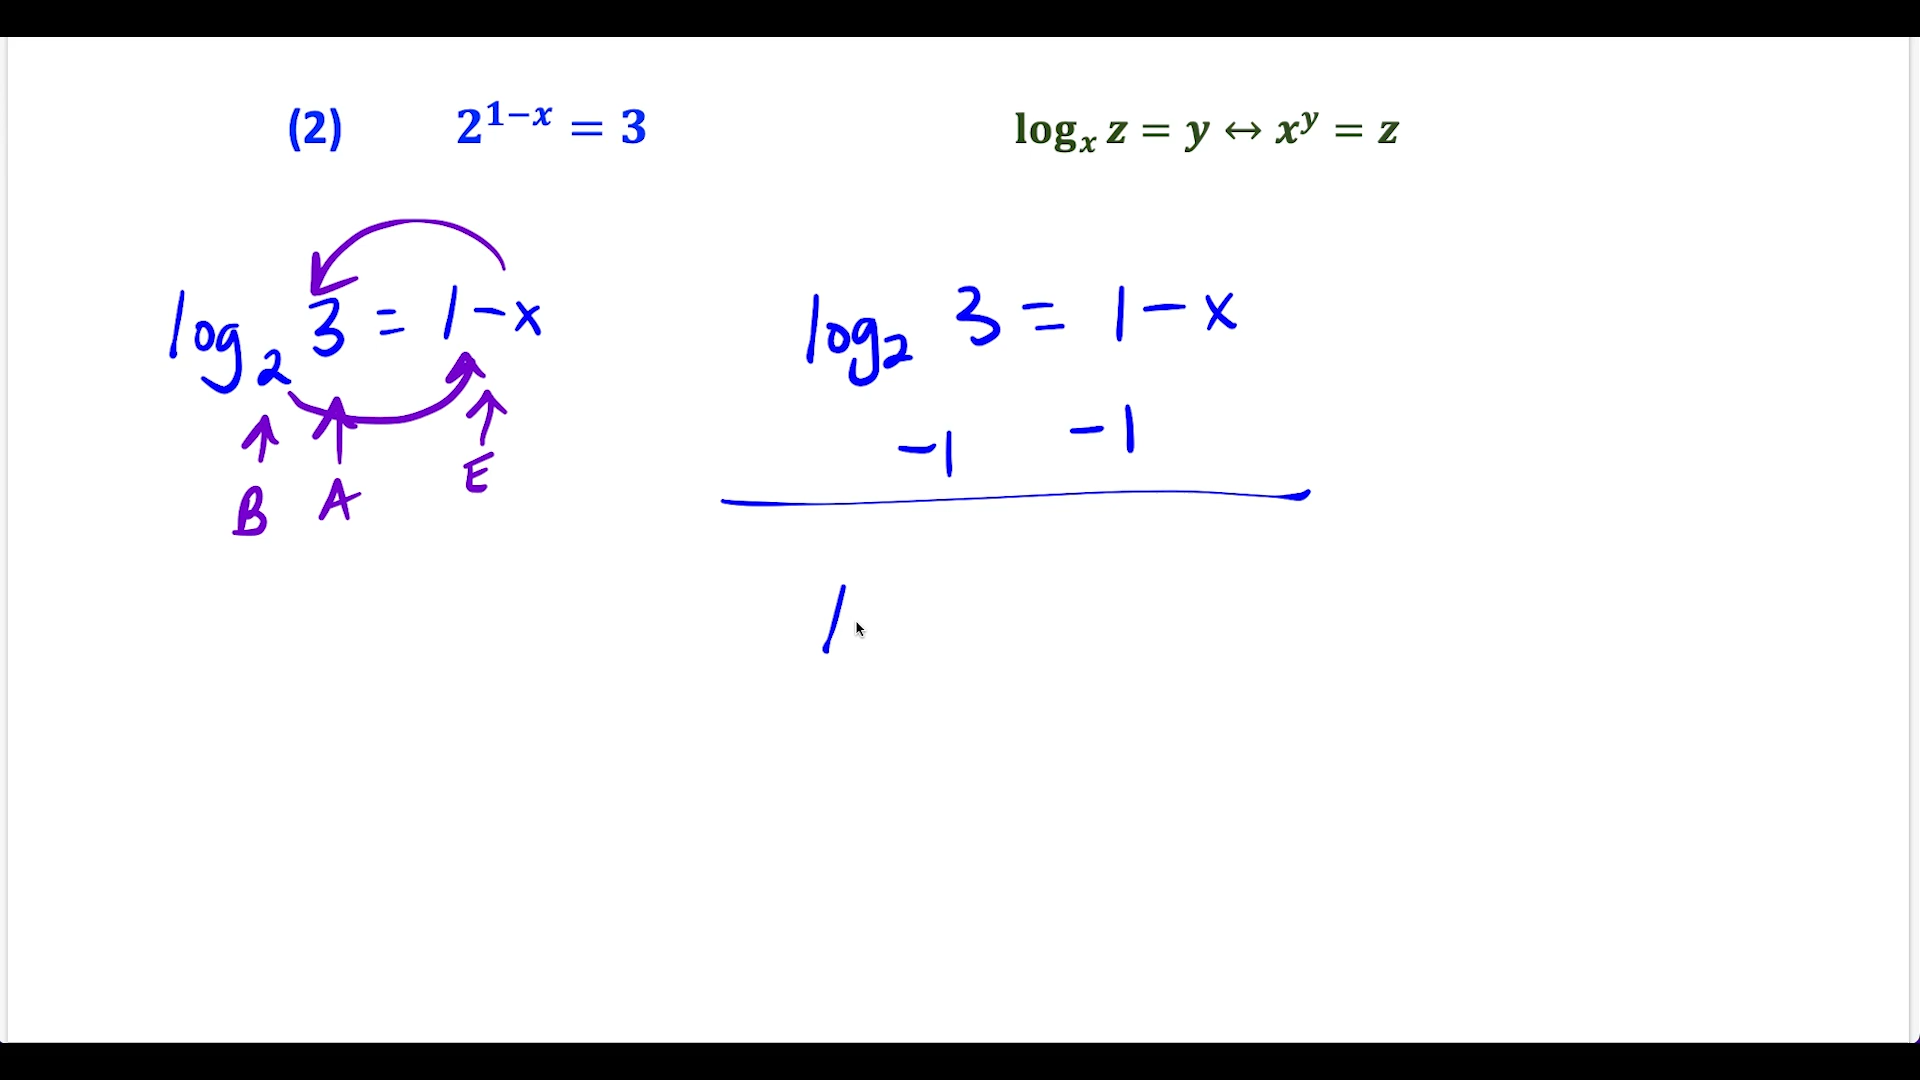 (2) 2^{1−x} = 3
log_x z = y ↔ x^y = z
log_2 3 = 1 − x
B A E
log_2 3 = 1 − x
−1 −1
l